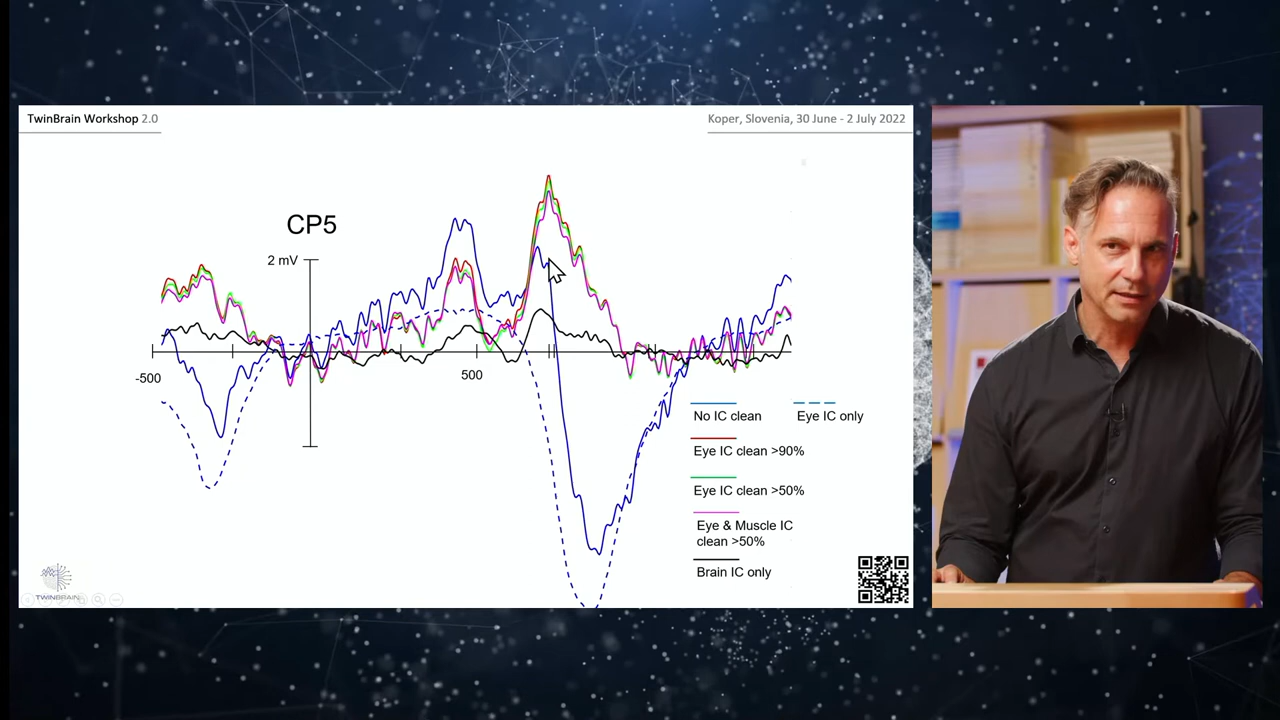 TwinBrain Workshop 2.0
Koper, Slovenia, 30 June - 2 July 2022
CP5
2 mV
-500
500
No IC clean
Eye IC only
Eye IC clean >90%
Eye IC clean >50%
Eye & Muscle IC
clean >50%
Brain IC only
TWINBRAIN